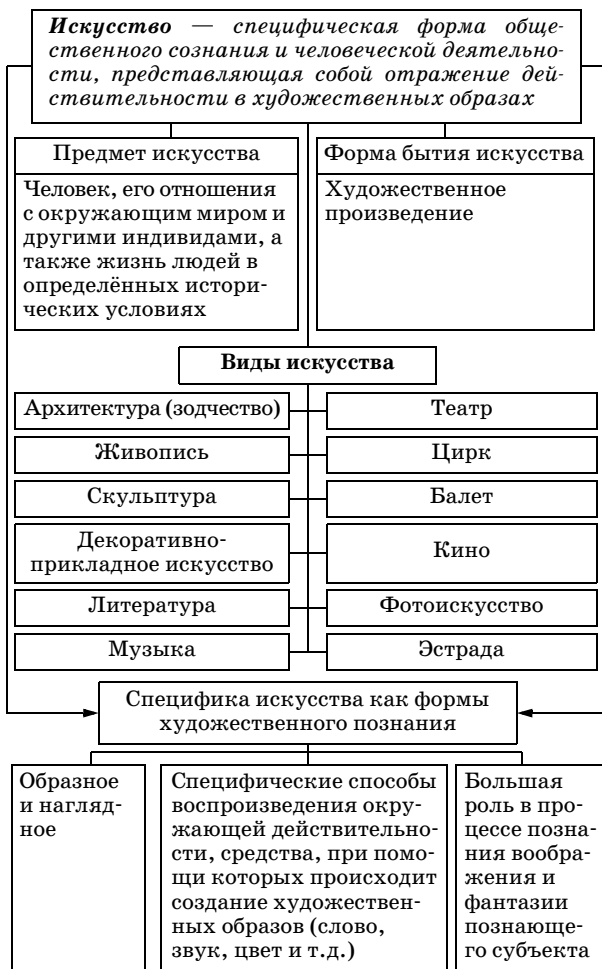 Искусство — специфическая форма обще-
ственного сознания и человеческой деятельно-
сти, представляющая собой отражение дей-
ствительности в художественных образах
Предмет искусства
Человек, его отношения
с окружающим миром и
другими индивидами, а
также жизнь людей в
определённых истори-
ческих условиях
Форма бытия искусства
Художественное
произведение
Виды искусства
Архитектура (зодчество)
Театр
Живопись
Цирк
Скульптура
Балет
Декоративно-
прикладное искусство
Кино
Литература
Фотоискусство
Музыка
Эстрада
Специфика искусства как формы
художественного познания
Образное
и нагляд-
ное
Специфические способы
воспроизведения окру-
жающей действительно-
сти, средства, при помо-
щи которых происходит
создание художествен-
ных образов (слово,
звук, цвет и т.д.)
Большая
роль в про-
цессе позна-
ния вообра-
жения и
фантазии
познающе-
го субъекта